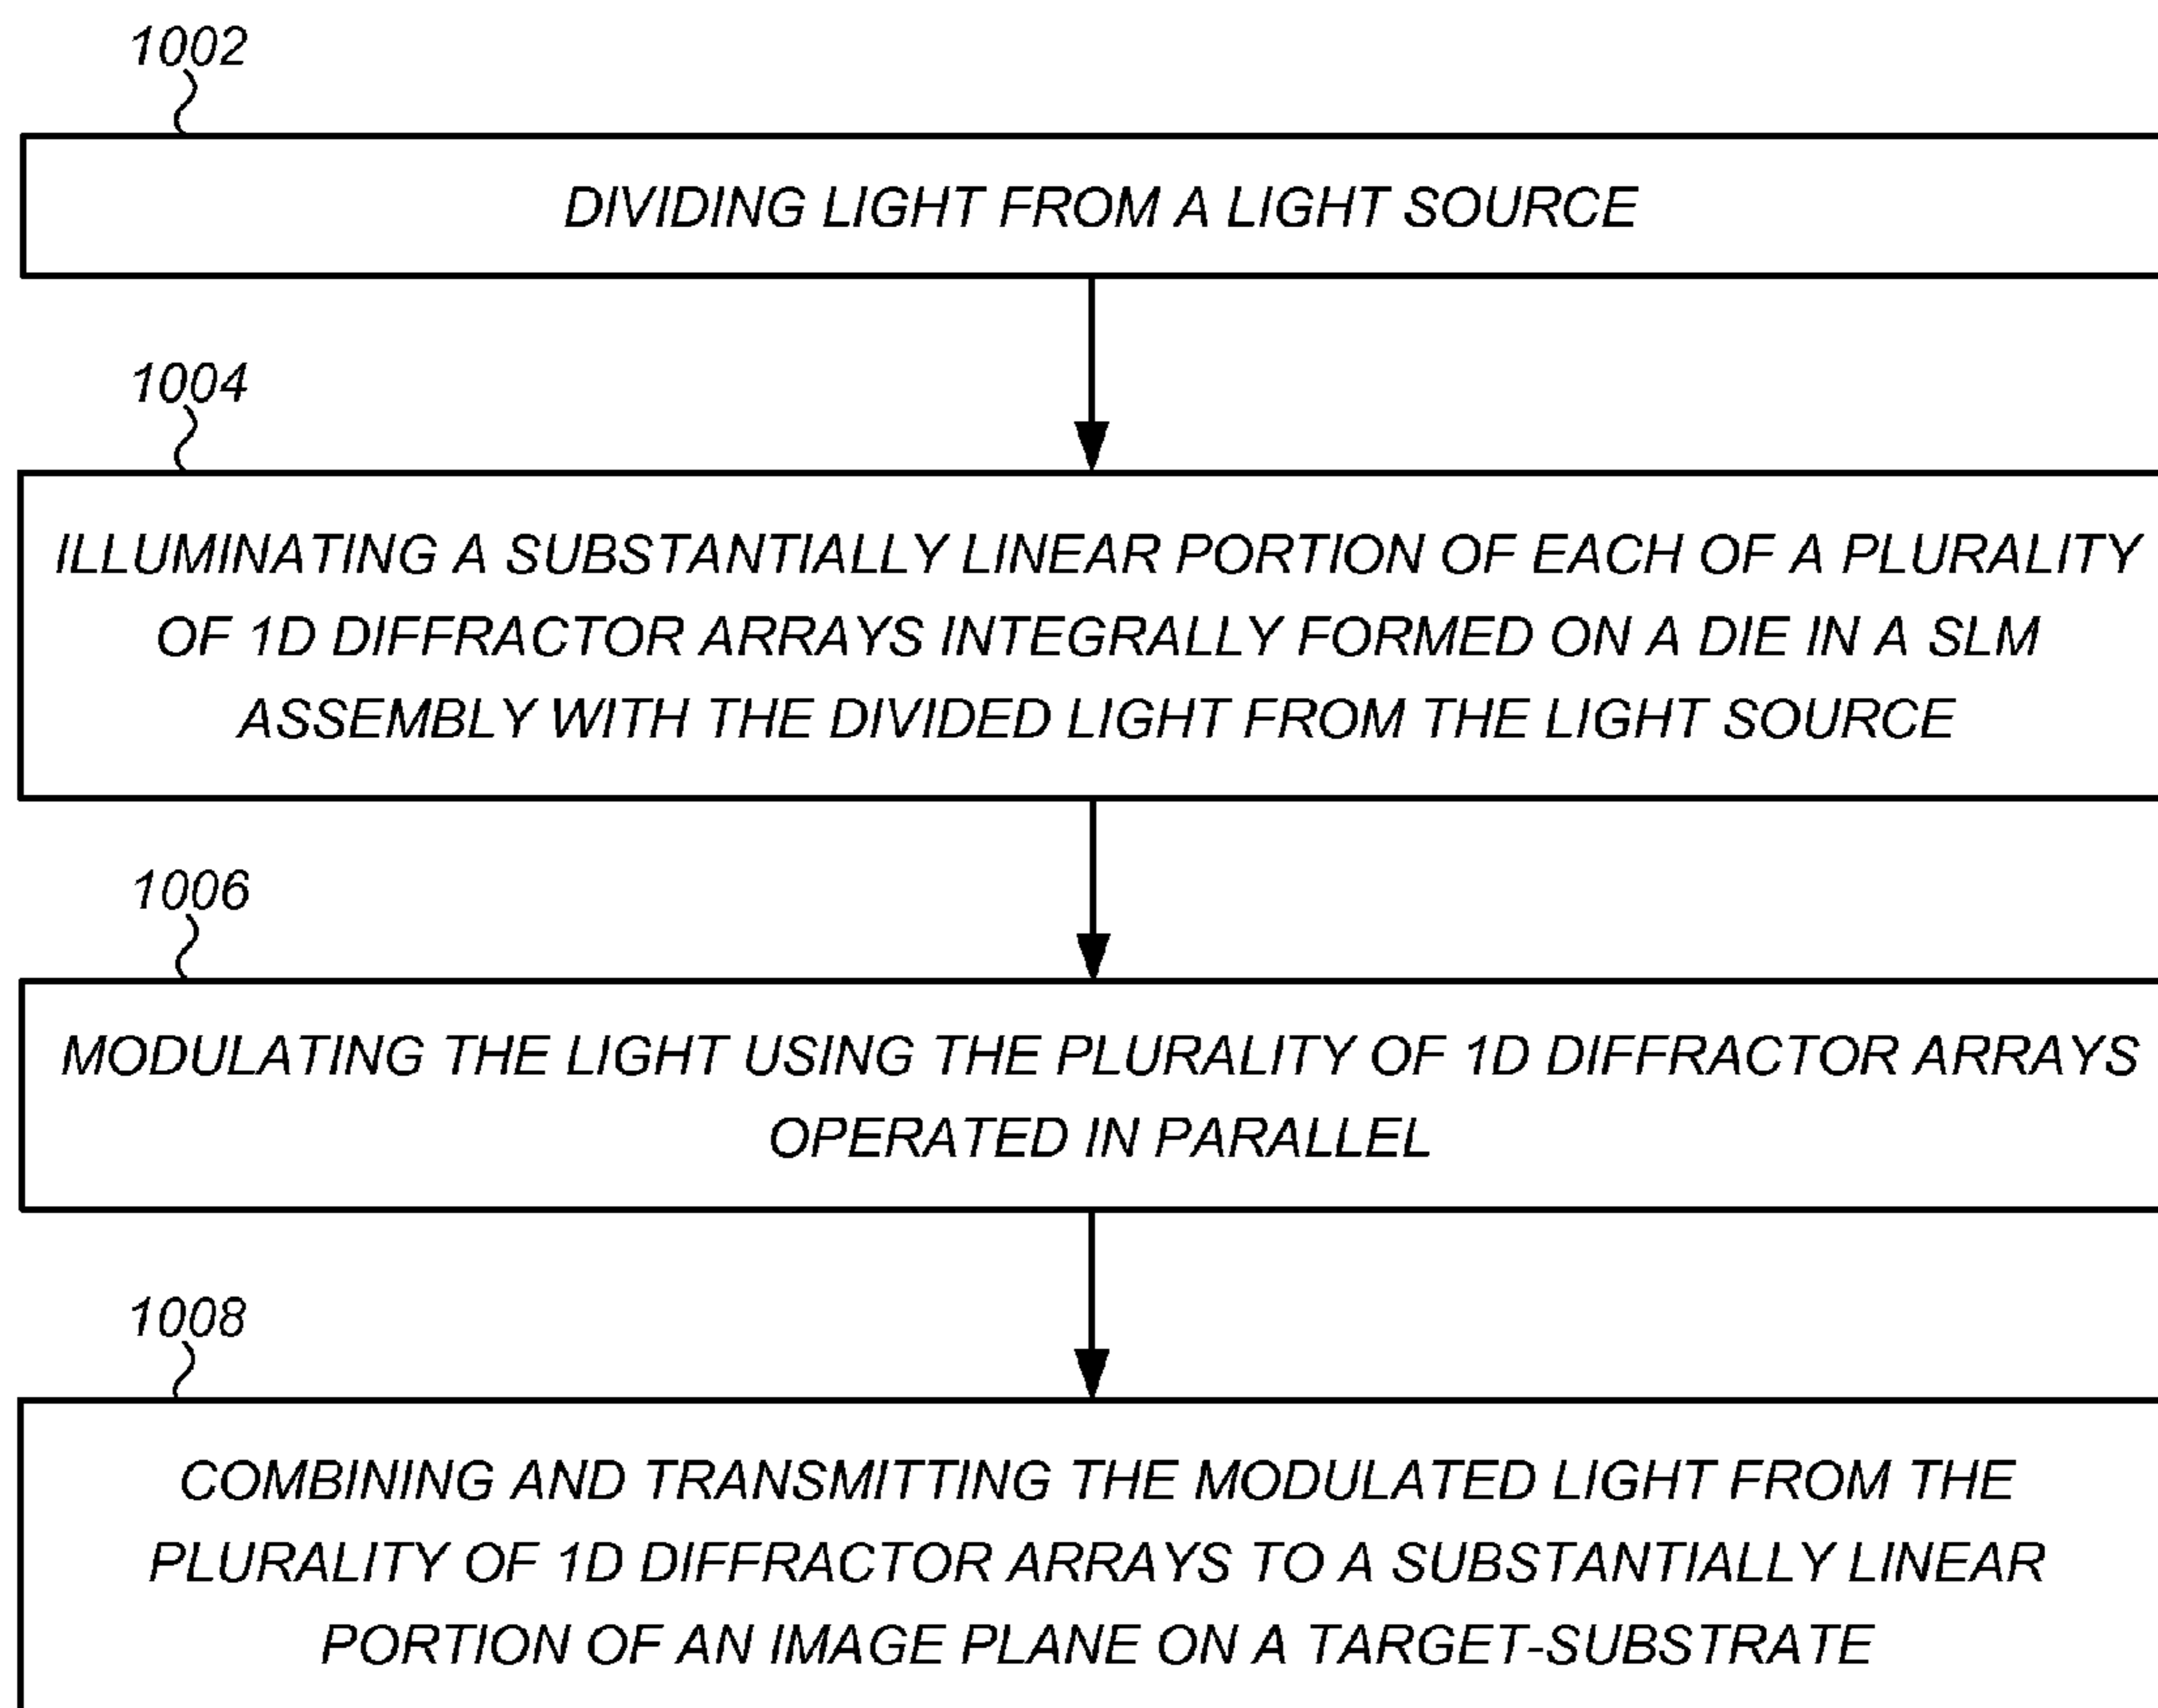 1002
DIVIDING LIGHT FROM A LIGHT SOURCE
1004
ILLUMINATING A SUBSTANTIALLY LINEAR PORTION OF EACH OF A PLURALITY
OF 1D DIFFRACTOR ARRAYS INTEGRALLY FORMED ON A DIE IN A SLM
ASSEMBLY WITH THE DIVIDED LIGHT FROM THE LIGHT SOURCE
1006
MODULATING THE LIGHT USING THE PLURALITY OF 1D DIFFRACTOR ARRAYS
OPERATED IN PARALLEL
1008
COMBINING AND TRANSMITTING THE MODULATED LIGHT FROM THE
PLURALITY OF 1D DIFFRACTOR ARRAYS TO A SUBSTANTIALLY LINEAR
PORTION OF AN IMAGE PLANE ON A TARGET-SUBSTRATE